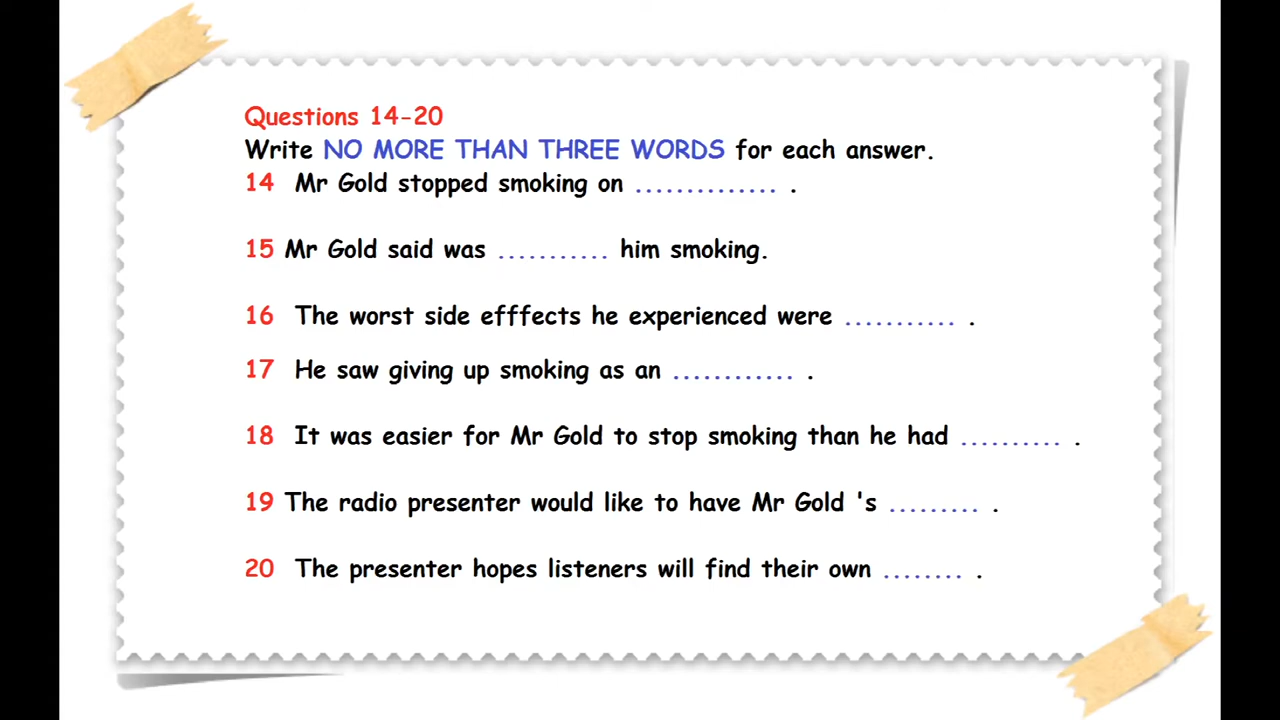 Questions 14-20
Write NO MORE THAN THREE WORDS for each answer.
14 Mr Gold stopped smoking on .............. .
15 Mr Gold said was ........... him smoking.
16 The worst side efffects he experienced were ........... .
17 He saw giving up smoking as an ............ .
18 It was easier for Mr Gold to stop smoking than he had .......... .
19 The radio presenter would like to have Mr Gold 's ......... .
20 The presenter hopes listeners will find their own ........ .